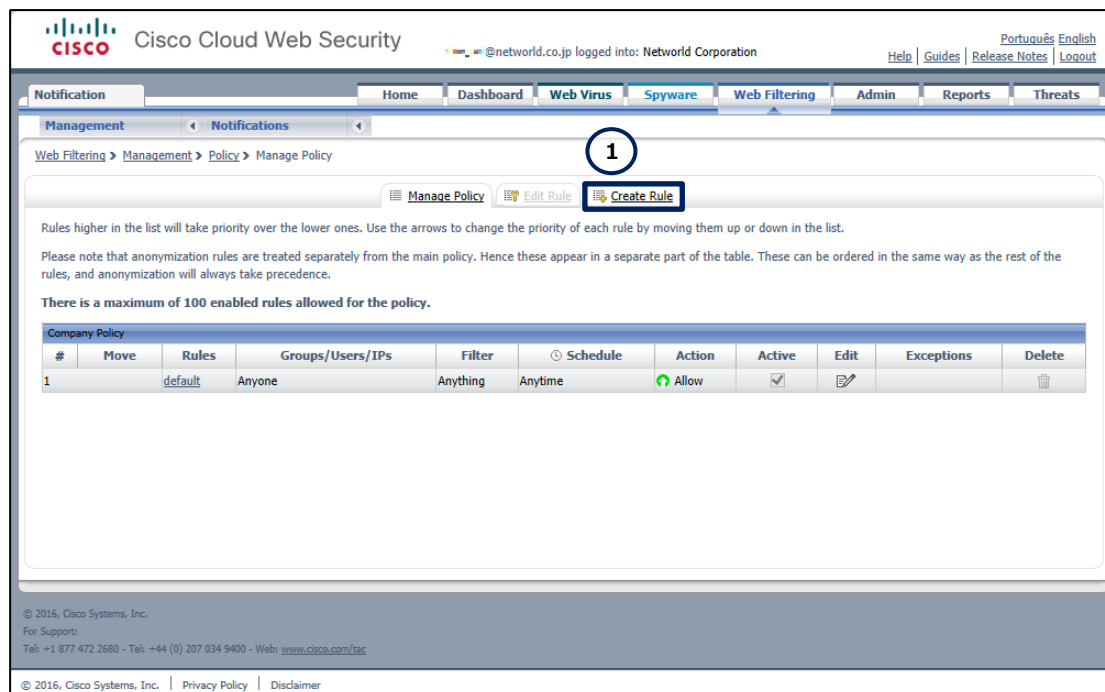 CISCO Cisco Cloud Web Security
@networld.co.jp logged into: Networld Corporation
Português English
Help | Guides | Release Notes | Logout
Notification Home Dashboard Web Virus Spyware Web Filtering Admin Reports Threats
Management Notifications
Web Filtering > Management > Policy > Manage Policy
1
Manage Policy Edit Rule Create Rule
Rules higher in the list will take priority over the lower ones. Use the arrows to change the priority of each rule by moving them up or down in the list.
Please note that anonymization rules are treated separately from the main policy. Hence these appear in a separate part of the table. These can be ordered in the same way as the rest of the
rules, and anonymization will always take precedence.
There is a maximum of 100 enabled rules allowed for the policy.
Company Policy
# Move Rules Groups/Users/IPs Filter Schedule Action Active Edit Exceptions Delete
1 default Anyone Anything Anytime Allow
© 2016, Cisco Systems, Inc.
For Support:
Tel: +1 877 472 2680 - Tel: +44 (0) 207 034 9400 - Web: www.cisco.com/tac
© 2016, Cisco Systems, Inc. | Privacy Policy | Disclaimer